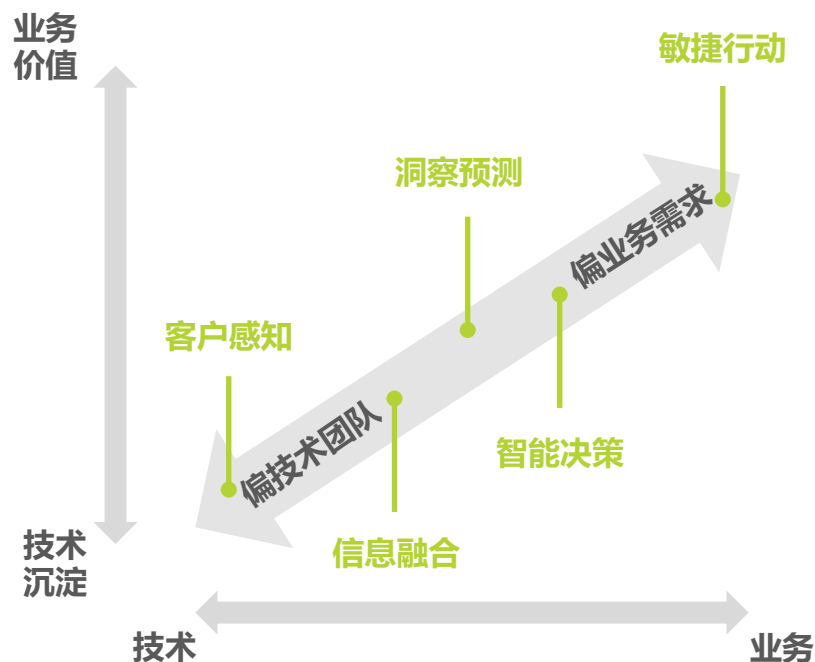 业务
价值
敏捷行动
洞察预测
偏业务需求
客户感知
偏技术团队
智能决策
信息融合
技术
沉淀
技术
业务